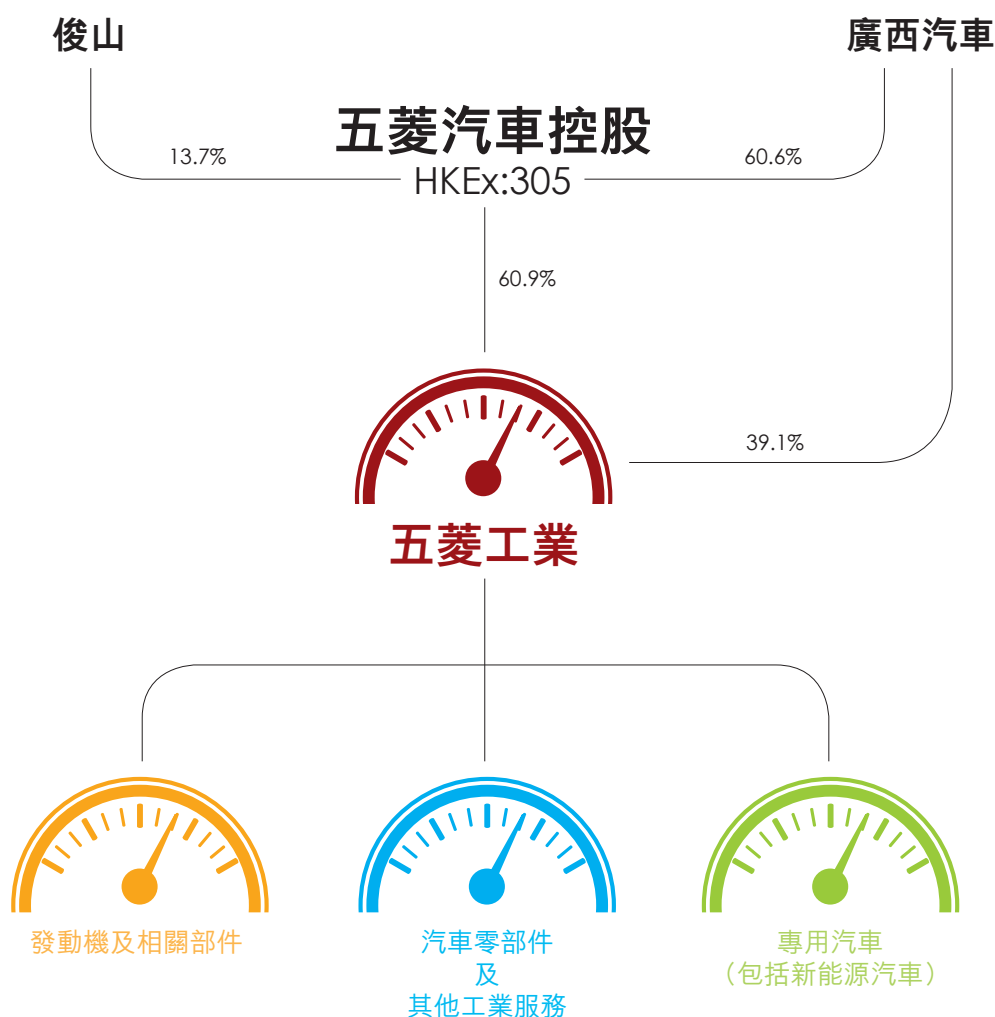 俊山
廣西汽車
五菱汽車控股
HKEx:305
13.7%
60.6%
60.9%
39.1%
五菱工業
發動機及相關部件
汽車零部件
及
其他工業服務
專用汽車
（包括新能源汽車）